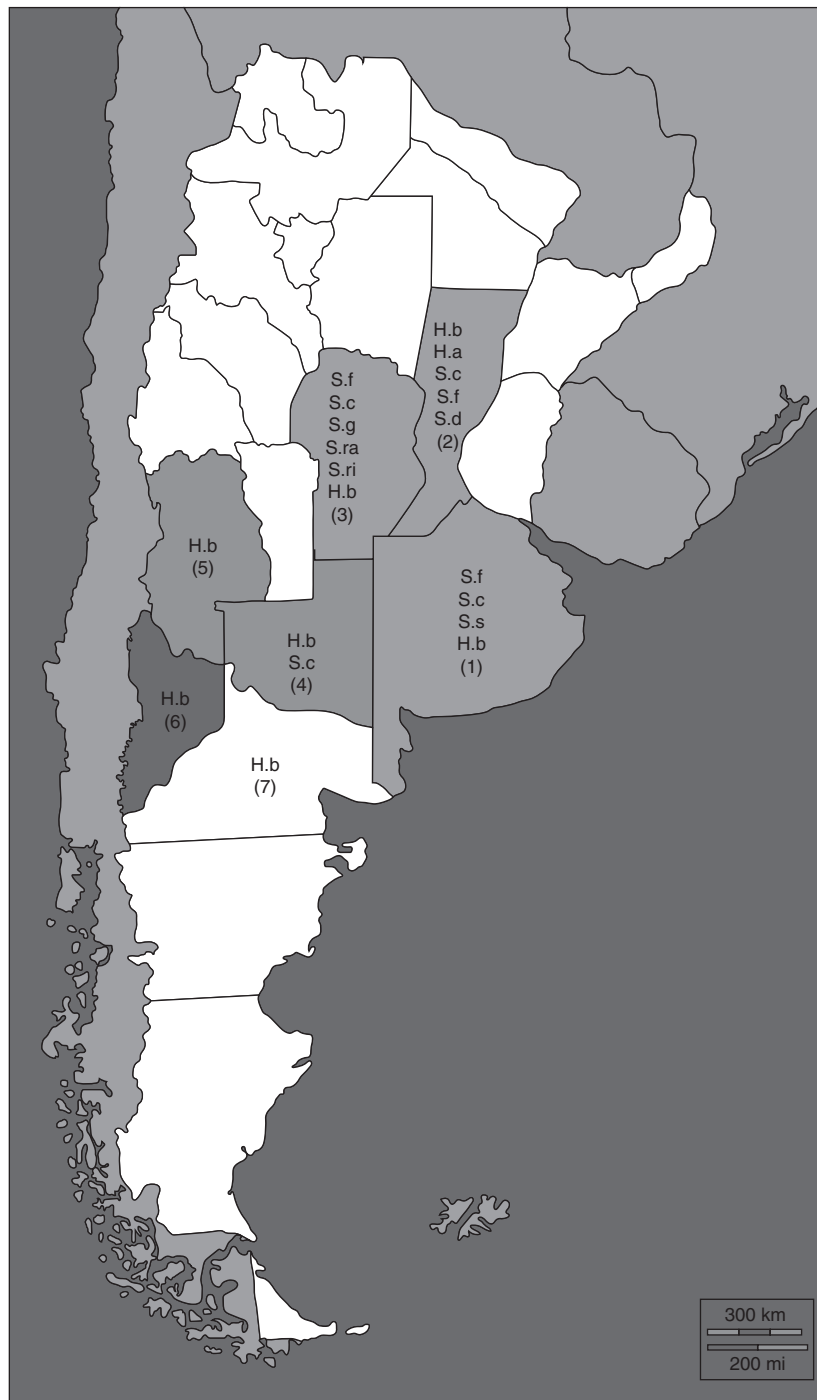 H.b
H.a
S.c
S.f
S.d
(2)
S.f
S.c
S.g
S.ra
S.ri
H.b
(3)
H.b
(5)
S.f
S.c
S.s
H.b
(1)
H.b
S.c
(4)
H.b
(6)
H.b
(7)
300 km
200 mi